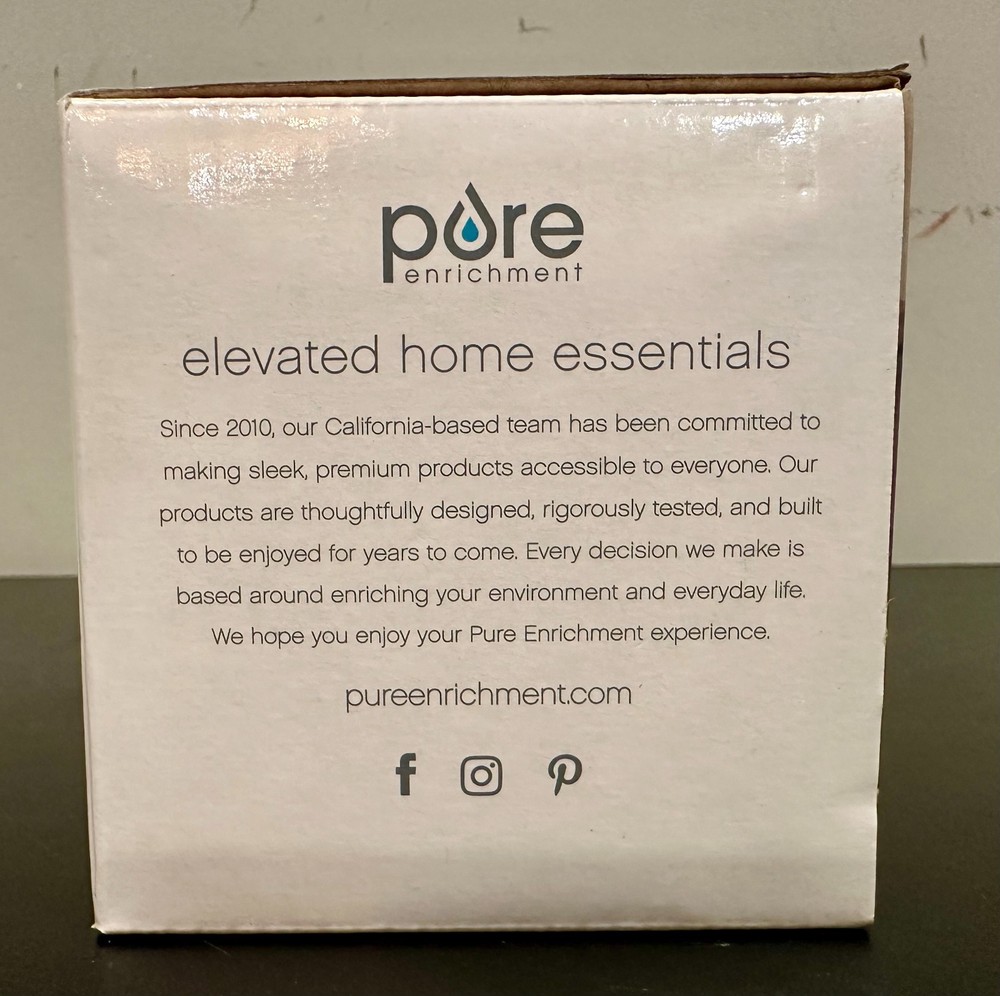 pure
enrichment
elevated home essentials
Since 2010, our California-based team has been committed to
making sleek, premium products accessible to everyone. Our
products are thoughtfully designed, rigorously tested, and built
to be enjoyed for years to come. Every decision we make is
based around enriching your environment and everyday life.
We hope you enjoy your Pure Enrichment experience.
pureenrichment.com